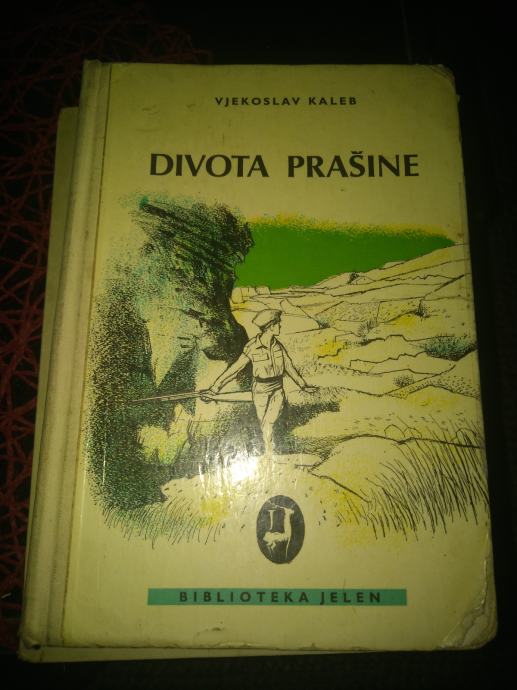 VJEKOSLAV KALEB
DIVOTA PRAŠINE
BIBLIOTEKA JELEN